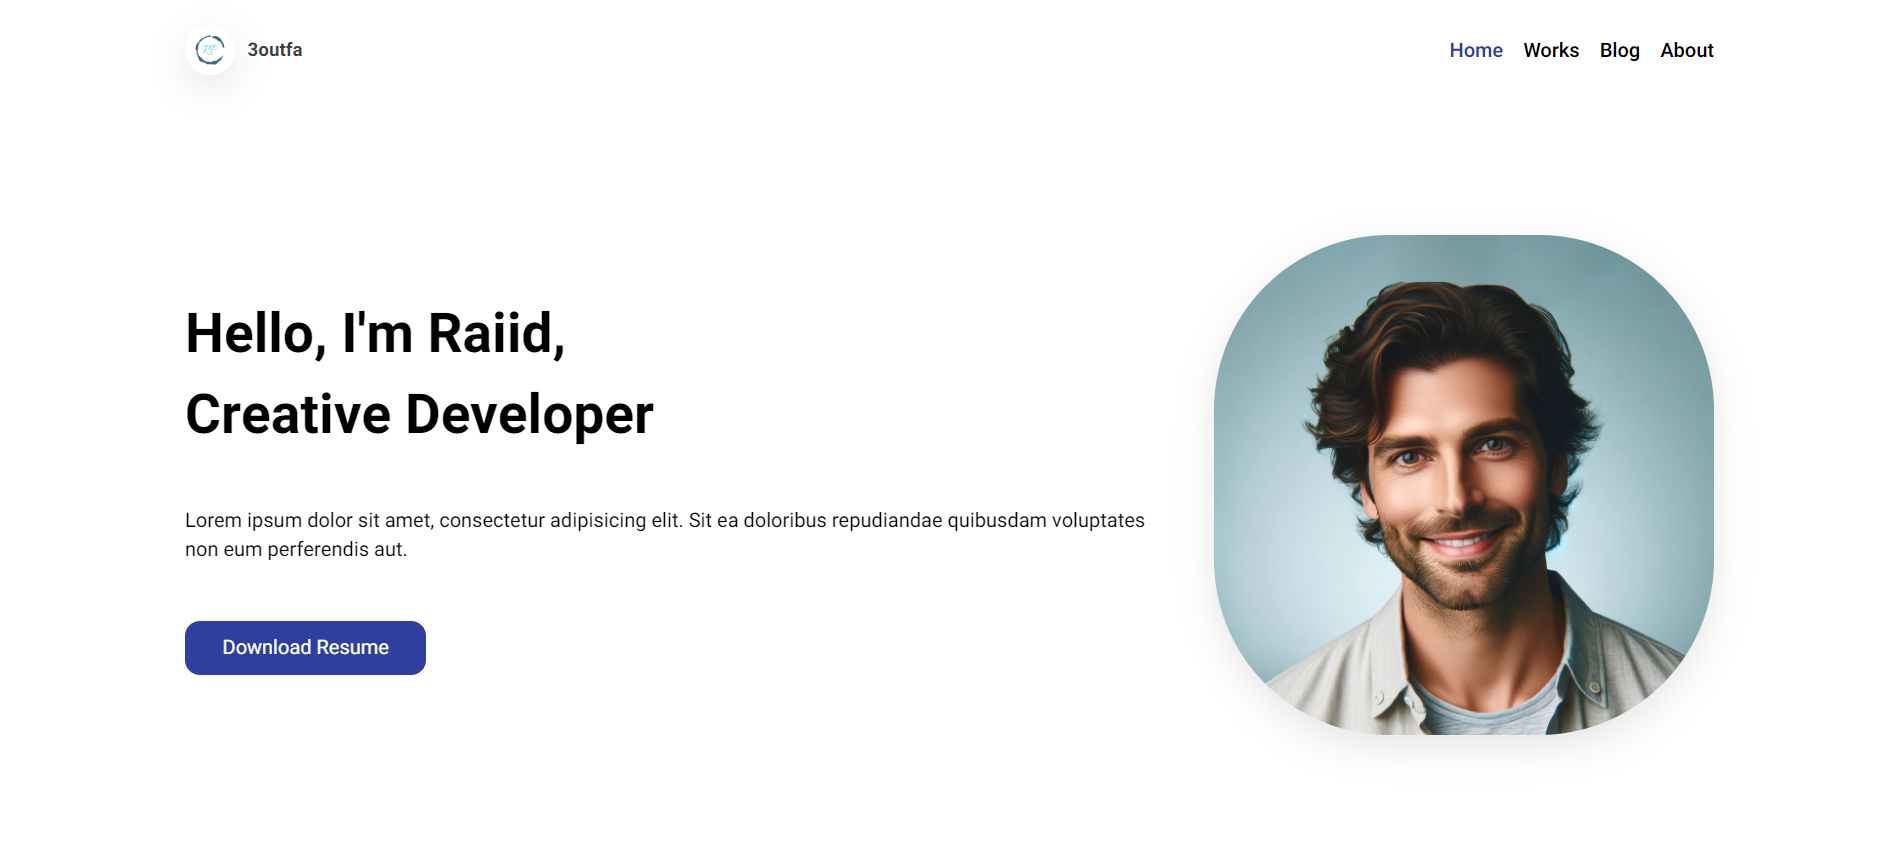 3outfa
Home Works Blog About
Hello, I'm Raiid,
Creative Developer
Lorem ipsum dolor sit amet, consectetur adipisicing elit. Sit ea doloribus repudiandae quibusdam voluptates
non eum perferendis aut.
Download Resume